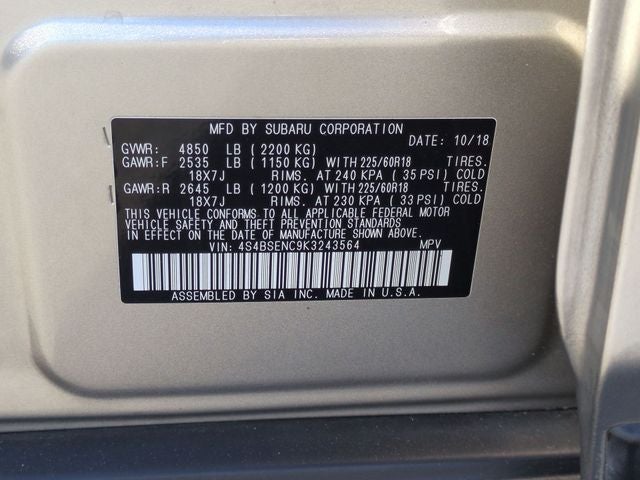 MFD BY SUBARU CORPORATION
DATE: 10/18
GVWR: 4850 LB (2200 KG)
GAWR:F 2535 LB (1150 KG) WITH 225/60R18 TIRES.
18X7J RIMS. AT 240 KPA (35 PSI) COLD
GAWR:R 2645 LB (1200 KG) WITH 225/60R18 TIRES.
18X7J RIMS. AT 230 KPA (33 PSI) COLD
THIS VEHICLE CONFORMS TO ALL APPLICABLE FEDERAL MOTOR
VEHICLE SAFETY AND THEFT PREVENTION STANDARDS
IN EFFECT ON THE DATE OF MANUFACTURE SHOWN ABOVE.
VIN: 4S4BSENC9K3243564 MPV
ASSEMBLED BY SIA INC. MADE IN U.S.A.